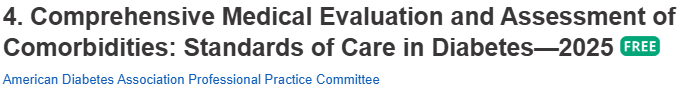 4. Comprehensive Medical Evaluation and Assessment of
Comorbidities: Standards of Care in Diabetes—2025 FREE
American Diabetes Association Professional Practice Committee